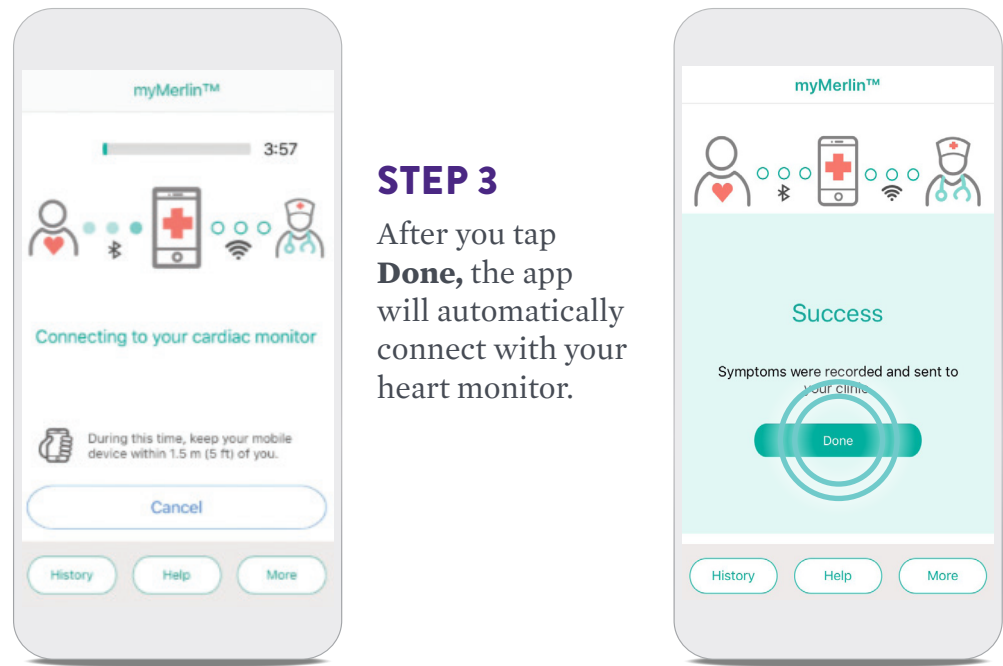 myMerlin™
3:57
Connecting to your cardiac monitor
During this time, keep your mobile
device within 1.5 m (5 ft) of you.
Cancel
History
Help
More
STEP 3
After you tap
Done, the app
will automatically
connect with your
heart monitor.
myMerlin™
Success
Symptoms were recorded and sent to
your clinic
Done
History
Help
More